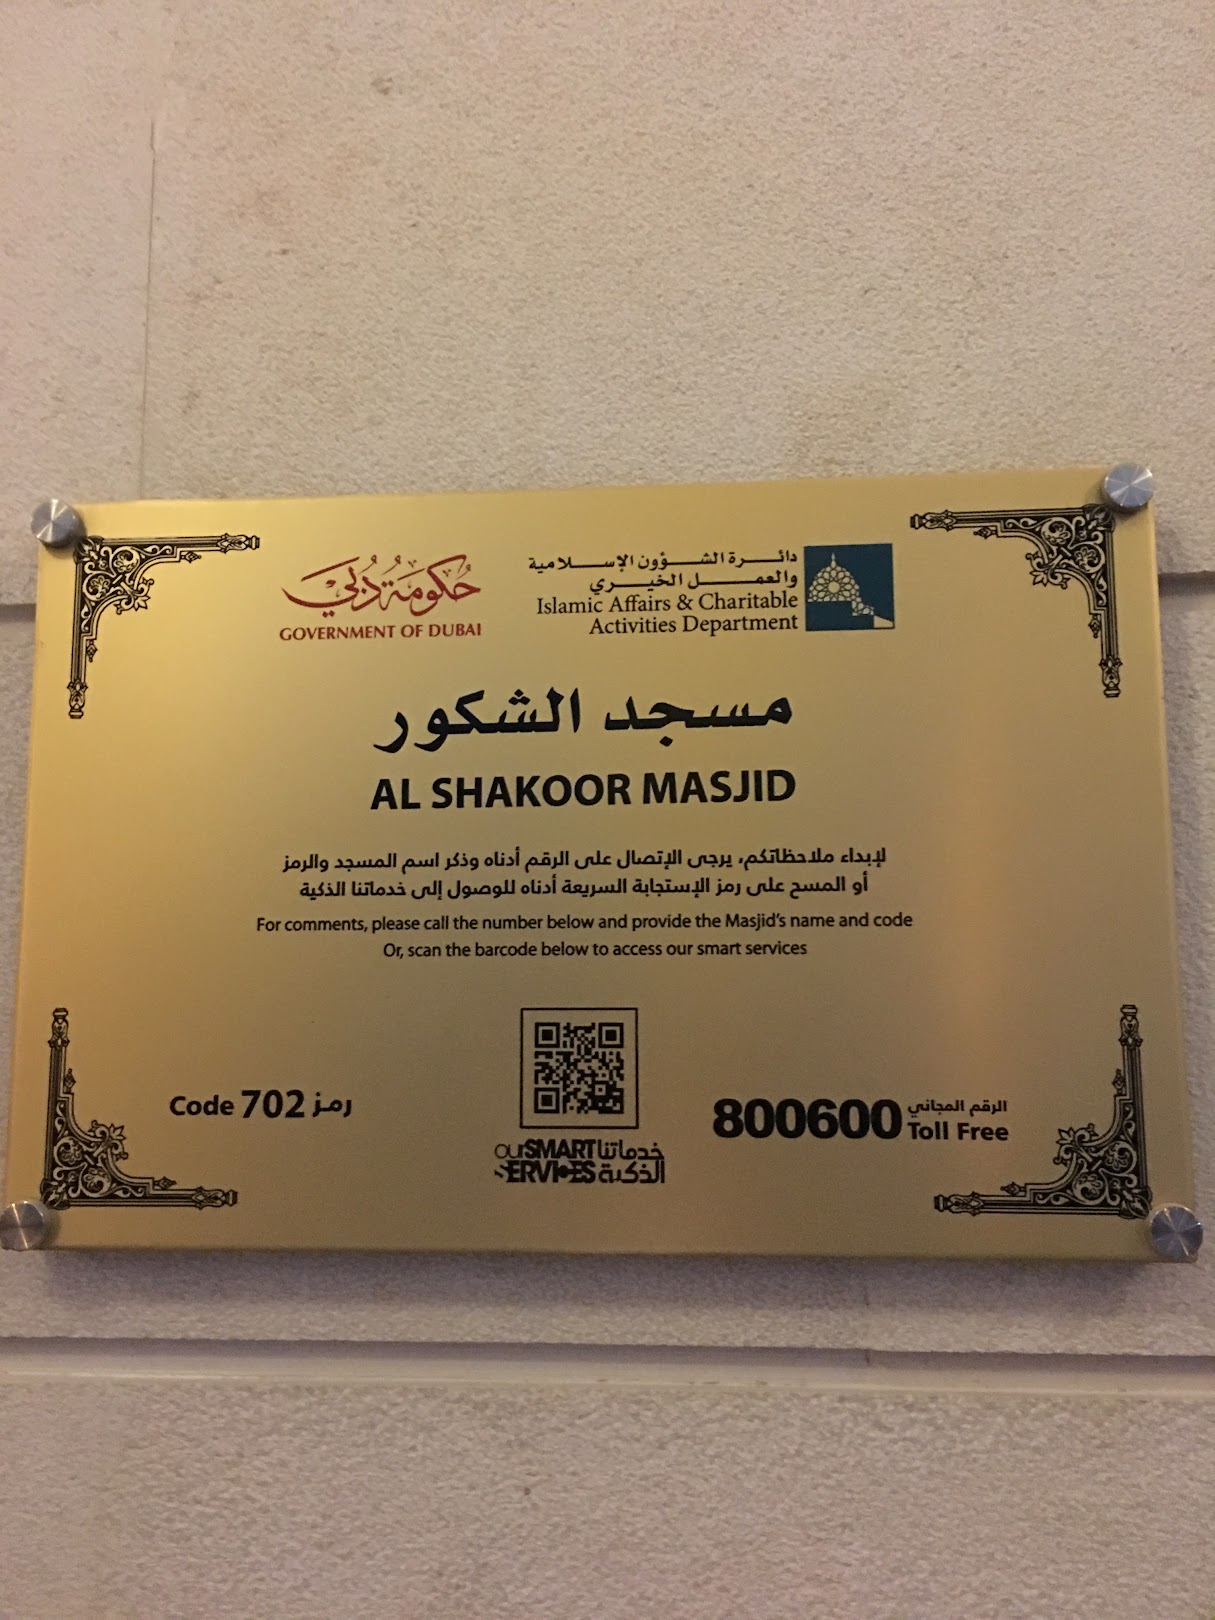 حكومة دبي
GOVERNMENT OF DUBAI
دائرة الشؤون الإسلامية
والعمل الخيري
Islamic Affairs & Charitable
Activities Department
مسجد الشكور
AL SHAKOOR MASJID
لإبداء ملاحظاتكم، يرجى الإتصال على الرقم أدناه وذكر اسم المسجد والرمز
أو المسح على رمز الإستجابة السريعة أدناه للوصول إلى خدماتنا الذكية
For comments, please call the number below and provide the Masjid's name and code
Or, scan the barcode below to access our smart services
Code 702 رمز
ourSMART خدماتنا
SERVICES الذكية
800600 الرقم المجاني
Toll Free